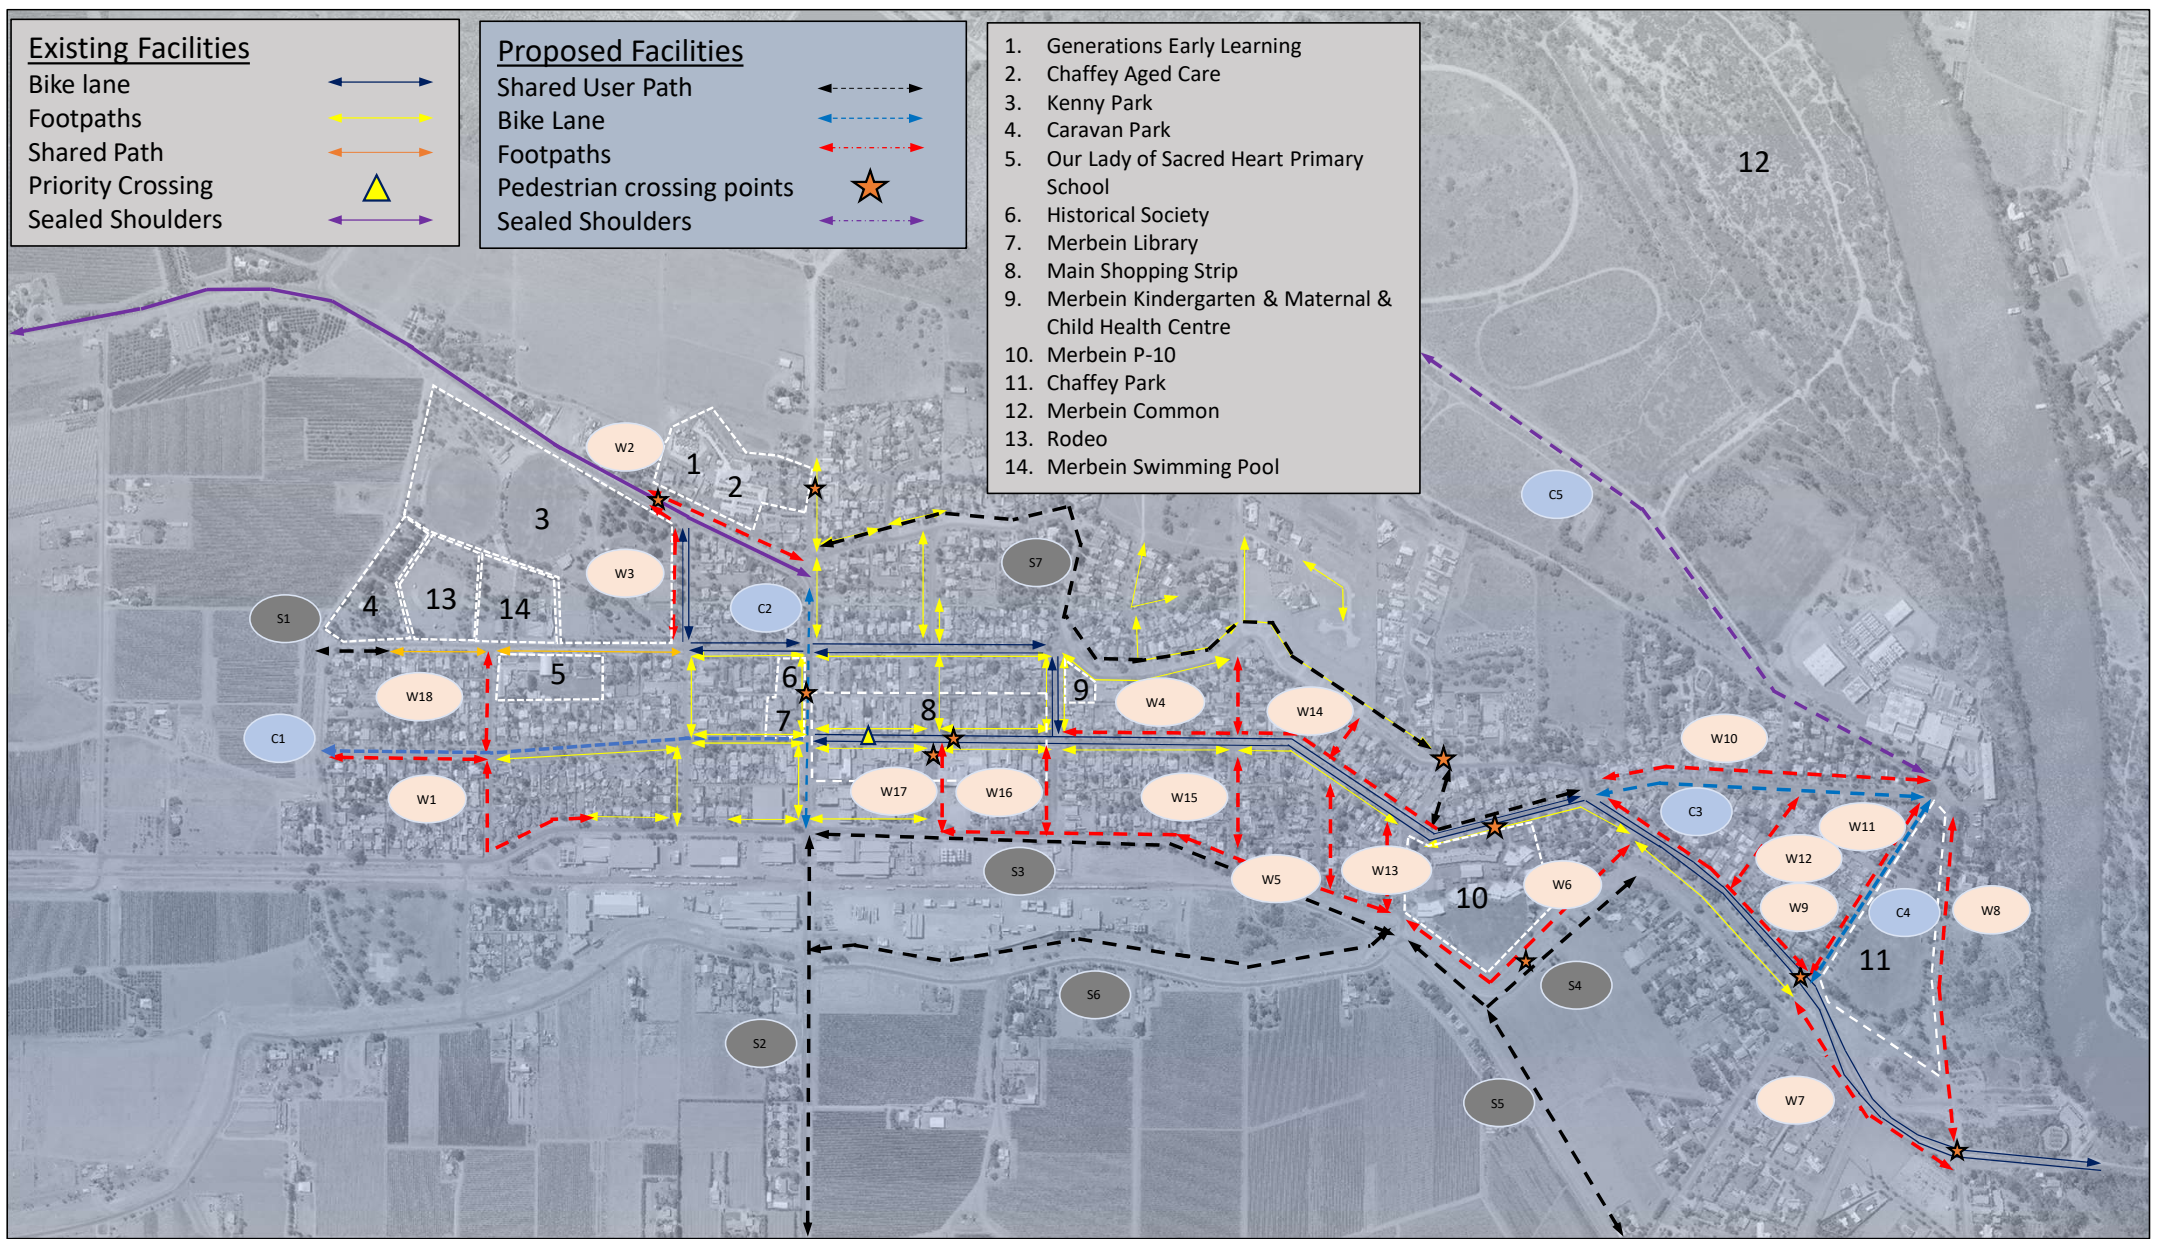 Existing Facilities
Bike lane
Footpaths
Shared Path
Priority Crossing
Sealed Shoulders
Proposed Facilities
Shared User Path
Bike Lane
Footpaths
Pedestrian crossing points
Sealed Shoulders
1. Generations Early Learning
2. Chaffey Aged Care
3. Kenny Park
4. Caravan Park
5. Our Lady of Sacred Heart Primary
School
6. Historical Society
7. Merbein Library
8. Main Shopping Strip
9. Merbein Kindergarten & Maternal &
Child Health Centre
10. Merbein P-10
11. Chaffey Park
12. Merbein Common
13. Rodeo
14. Merbein Swimming Pool
12
W2
1
2
C5
3
S7
W3
4
13
14
C2
S1
5
6
9
W18
W4
W14
7
8
C1
W10
W1
W17
W16
W15
C3
W11
W12
S3
W5
W13
W6
10
W9
C4
W8
11
S6
S4
S2
W7
S5